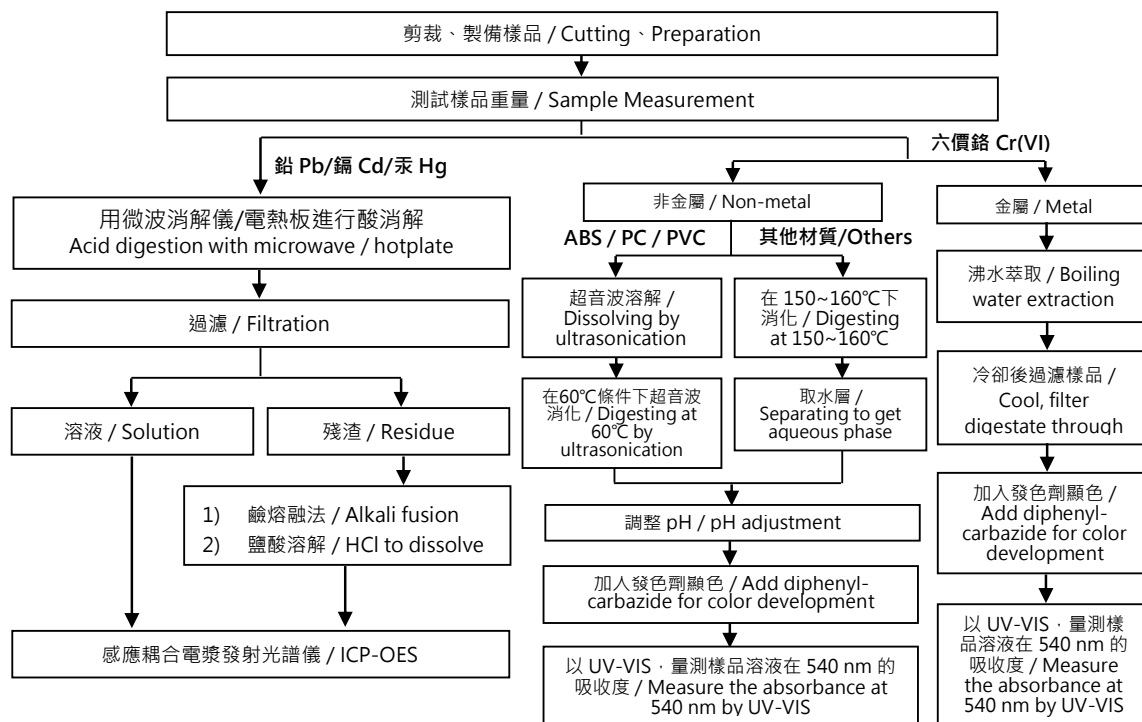 剪裁、製備樣品 / Cutting、Preparation
測試樣品重量 / Sample Measurement
鉛 Pb/鎘 Cd/汞 Hg
六價鉻 Cr(VI)
用微波消解儀/電熱板進行酸消解
Acid digestion with microwave / hotplate
過濾 / Filtration
溶液 / Solution
殘渣 / Residue
1) 鹼熔融法 / Alkali fusion
2) 鹽酸溶解 / HCl to dissolve
感應耦合電漿發射光譜儀 / ICP-OES
非金屬 / Non-metal
ABS / PC / PVC
其他材質/Others
超音波溶解 /
Dissolving by
ultrasonication
在60℃條件下超音波
消化 / Digesting at
60℃ by
ultrasonication
在 150~160℃下
消化 / Digesting
at 150~160℃
取水層 /
Separating to get
aqueous phase
調整 pH / pH adjustment
加入發色劑顯色 / Add diphenyl-
carbazide for color development
以 UV-VIS，量測樣品溶液在 540 nm 的
吸收度 / Measure the absorbance at
540 nm by UV-VIS
金屬 / Metal
沸水萃取 / Boiling
water extraction
冷卻後過濾樣品 /
Cool, filter
digestate through
加入發色劑顯色 /
Add diphenyl-
carbazide for color
development
以 UV-VIS，量測樣
品溶液在 540 nm 的
吸收度 / Measure
the absorbance at
540 nm by UV-VIS